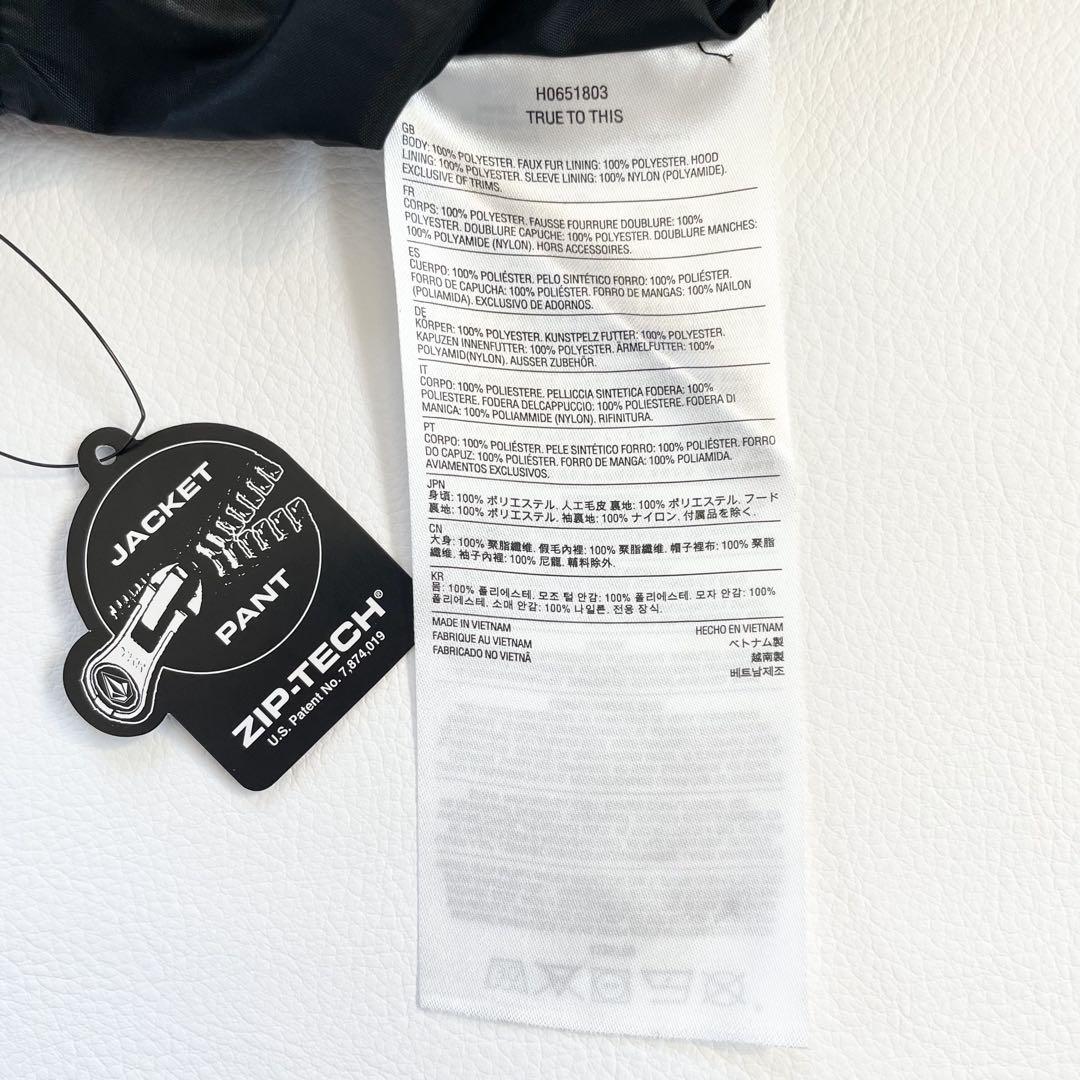 H0651803
TRUE TO THIS
GB
BODY: 100% POLYESTER. FAUX FUR LINING: 100% POLYESTER. HOOD
LINING: 100% POLYESTER. SLEEVE LINING: 100% NYLON (POLYAMIDE).
EXCLUSIVE OF TRIMS.
FR
CORPS: 100% POLYESTER. FAUSSE FOURRURE DOUBLURE: 100%
POLYESTER. DOUBLURE CAPUCHE: 100% POLYESTER. DOUBLURE MANCHES:
100% POLYAMIDE (NYLON). HORS ACCESSOIRES.
ES
CUERPO: 100% POLIÉSTER. PELO SINTÉTICO FORRO: 100% POLIÉSTER.
FORRO DE CAPUCHA: 100% POLIÉSTER. FORRO DE MANGAS: 100% NAILON
(POLIAMIDA). EXCLUSIVO DE ADORNOS.
DE
KÖRPER: 100% POLYESTER. KUNSTPELZ FUTTER: 100% POLYESTER.
KAPUZEN INNENFUTTER: 100% POLYESTER. ÄRMELFUTTER: 100%
POLYAMID(NYLON). AUSSER ZUBEHÖR.
IT
CORPO: 100% POLIESTERE. PELLICCIA SINTETICA FODERA: 100%
POLIESTERE. FODERA DELCAPPUCCIO: 100% POLIESTERE. FODERA DI
MANICA: 100% POLIAMMIDE (NYLON). RIFINITURA.
PT
CORPO: 100% POLIÉSTER. PELE SINTÉTICO FORRO: 100% POLIÉSTER. FORRO
DO CAPUZ: 100% POLIÉSTER. FORRO DE MANGA: 100% POLIAMIDA.
AVIAMENTOS EXCLUSIVOS.
JPN
身頃: 100% ポリエステル. 人工毛皮 裏地: 100% ポリエステル. フード
裏地: 100% ポリエステル. 袖裏地: 100% ナイロン. 付属品を除く.
CN
大身: 100% 聚脂纖维. 假毛內裡: 100% 聚脂纖维. 帽子裡布: 100% 聚脂
纖维. 袖子內裡: 100% 尼龍. 輔料除外.
KR
몸: 100% 폴리에스테. 모조 털 안감: 100% 폴리에스테. 모자 안감: 100%
폴리에스테. 소매 안감: 100% 나일론. 전용 장식.
MADE IN VIETNAM
FABRIQUE AU VIETNAM
FABRICADO NO VIETNÃ
HECHO EN VIETNAM
ベトナム製
越南製
베트남제조
JACKET
PANT
ZIP-TECH®
U.S. Patent No. 7,874,019